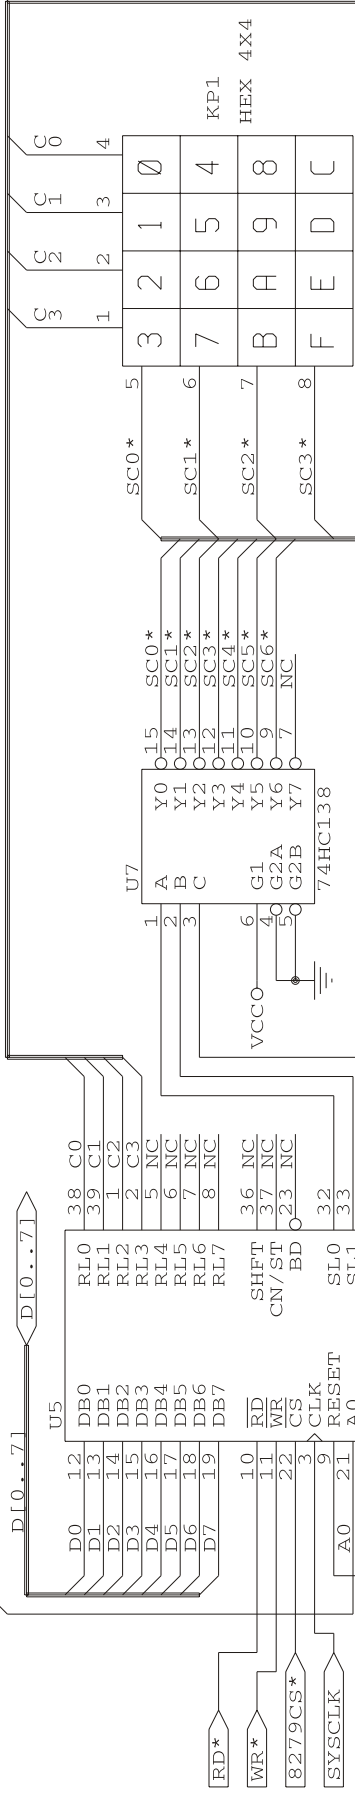 D[0..7]
D[0..7]
U5
D0 12 DB0 RL0 38 C0
D1 13 DB1 RL1 39 C1
D2 14 DB2 RL2 1 C2
D3 15 DB3 RL3 2 C3
D4 16 DB4 RL4 5 NC
D5 17 DB5 RL5 6 NC
D6 18 DB6 RL6 7 NC
D7 19 DB7 RL7 8 NC
RD* 10 RD SHFT 36 NC
WR* 11 WR CN/ST 37 NC
8279CS* 22 CS BD 23 NC
SYSCLK 3 CLK
9 RESET SL0 32
A0 21 A0 SL1 33
U7
1 A Y0 15 SC0*
2 B Y1 14 SC1*
3 C Y2 13 SC2*
Y3 12 SC3*
Y4 11 SC4*
VCC 6 G1 Y5 10 SC5*
4 G2A Y6 9 SC6*
5 G2B Y7 7 NC
74HC138
C3 C2 C1 C0
1 2 3 4
SC0* 5 3 2 1 0
SC1* 6 7 6 5 4
SC2* 7 B A 9 8
SC3* 8 F E D C
KP1
HEX 4X4